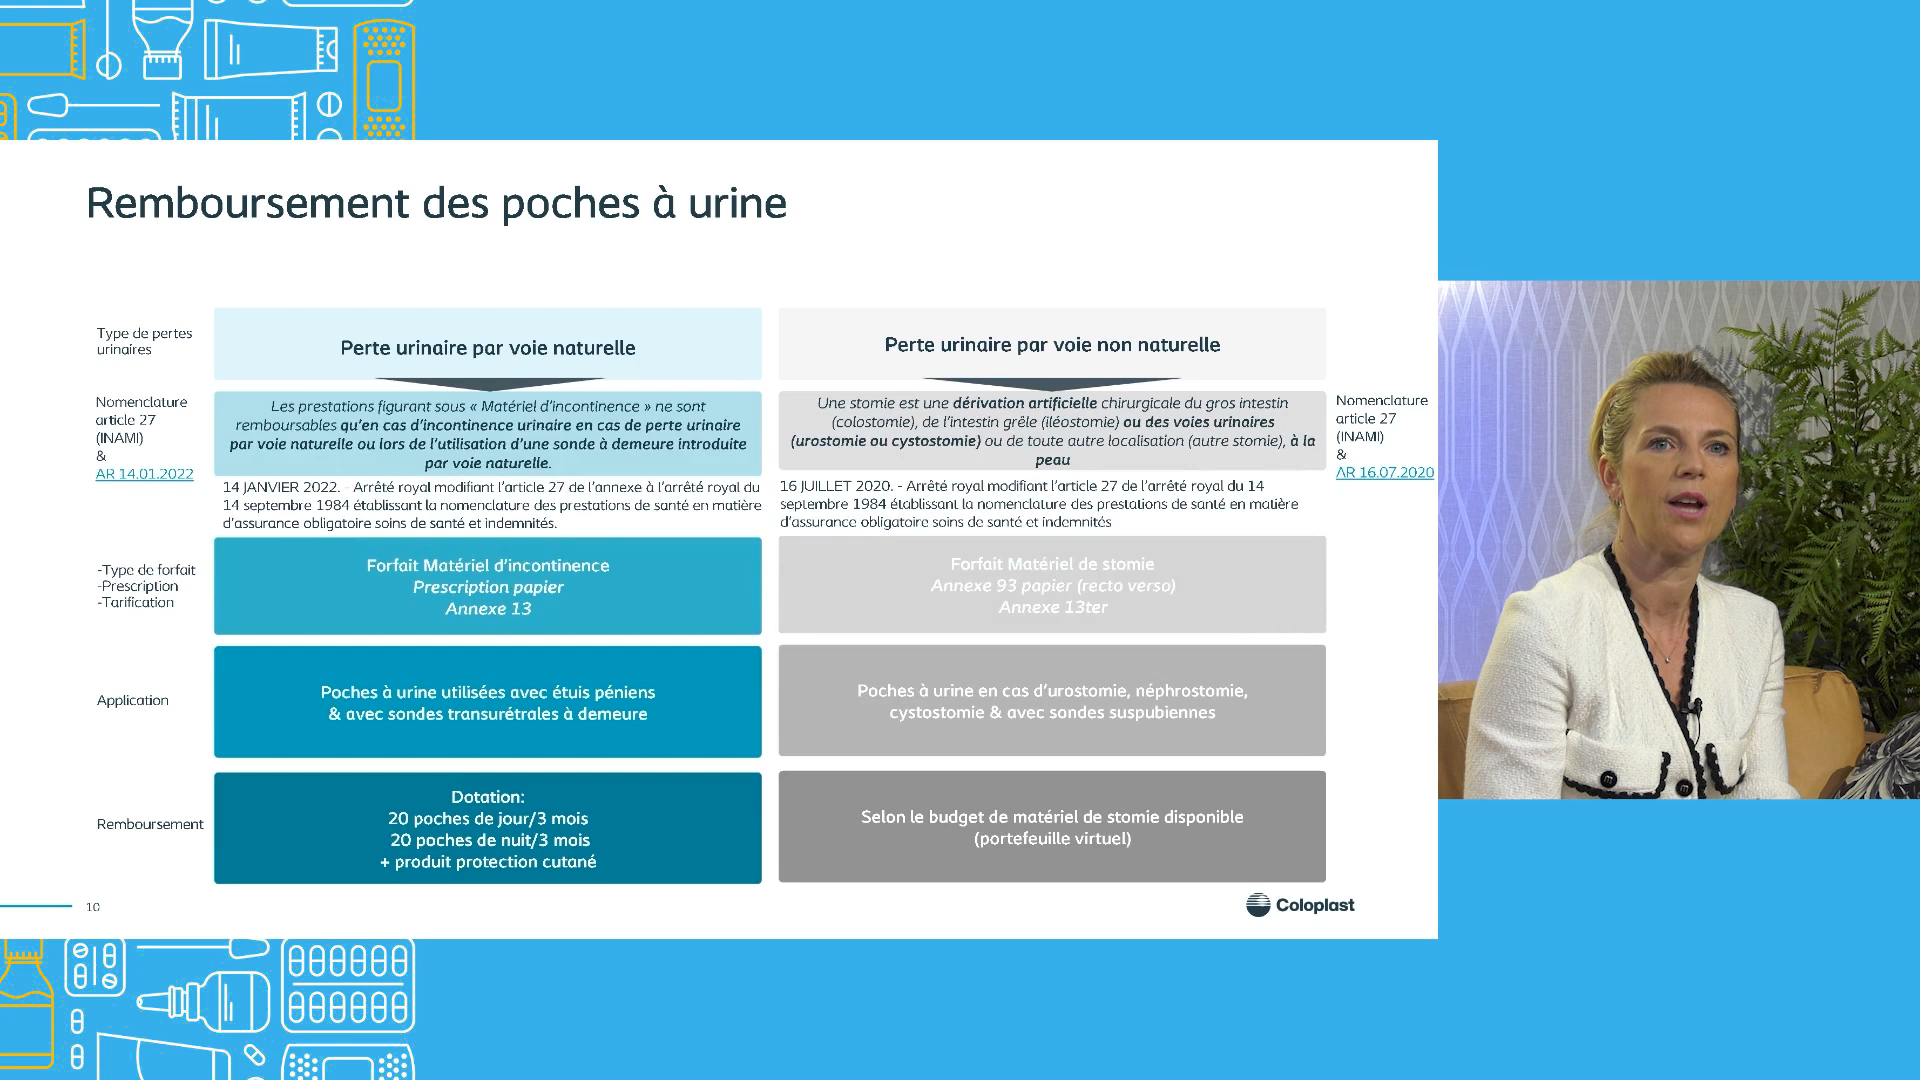 Remboursement des poches à urine
Type de pertes
urinaires
Perte urinaire par voie naturelle
Perte urinaire par voie non naturelle
Nomenclature
article 27
(INAMI)
&
AR 14.01.2022
Les prestations figurant sous « Matériel d’incontinence » ne sont
remboursables qu’en cas d’incontinence urinaire en cas de perte urinaire
par voie naturelle ou lors de l’utilisation d’une sonde à demeure introduite
par voie naturelle.
Une stomie est une dérivation artificielle chirurgicale du gros intestin
(colostomie), de l’intestin grêle (iléostomie) ou des voies urinaires
(urostomie ou cystostomie) ou de toute autre localisation (autre stomie), à la
peau
Nomenclature
article 27
(INAMI)
&
AR 16.07.2020
14 JANVIER 2022. - Arrêté royal modifiant l’article 27 de l’annexe à l’arrêté royal du
14 septembre 1984 établissant la nomenclature des prestations de santé en matière
d’assurance obligatoire soins de santé et indemnités.
16 JUILLET 2020. - Arrêté royal modifiant l’article 27 de l’arrêté royal du 14
septembre 1984 établissant la nomenclature des prestations de santé en matière
d’assurance obligatoire soins de santé et indemnités
-Type de forfait
-Prescription
-Tarification
Forfait Matériel d’incontinence
Prescription papier
Annexe 13
Forfait Matériel de stomie
Annexe 93 papier (recto verso)
Annexe 13ter
Application
Poches à urine utilisées avec étuis péniens
& avec sondes transurétrales à demeure
Poches à urine en cas d’urostomie, néphrostomie,
cystostomie & avec sondes suspubiennes
Remboursement
Dotation:
20 poches de jour/3 mois
20 poches de nuit/3 mois
+ produit protection cutané
Selon le budget de matériel de stomie disponible
(portefeuille virtuel)
10
Coloplast